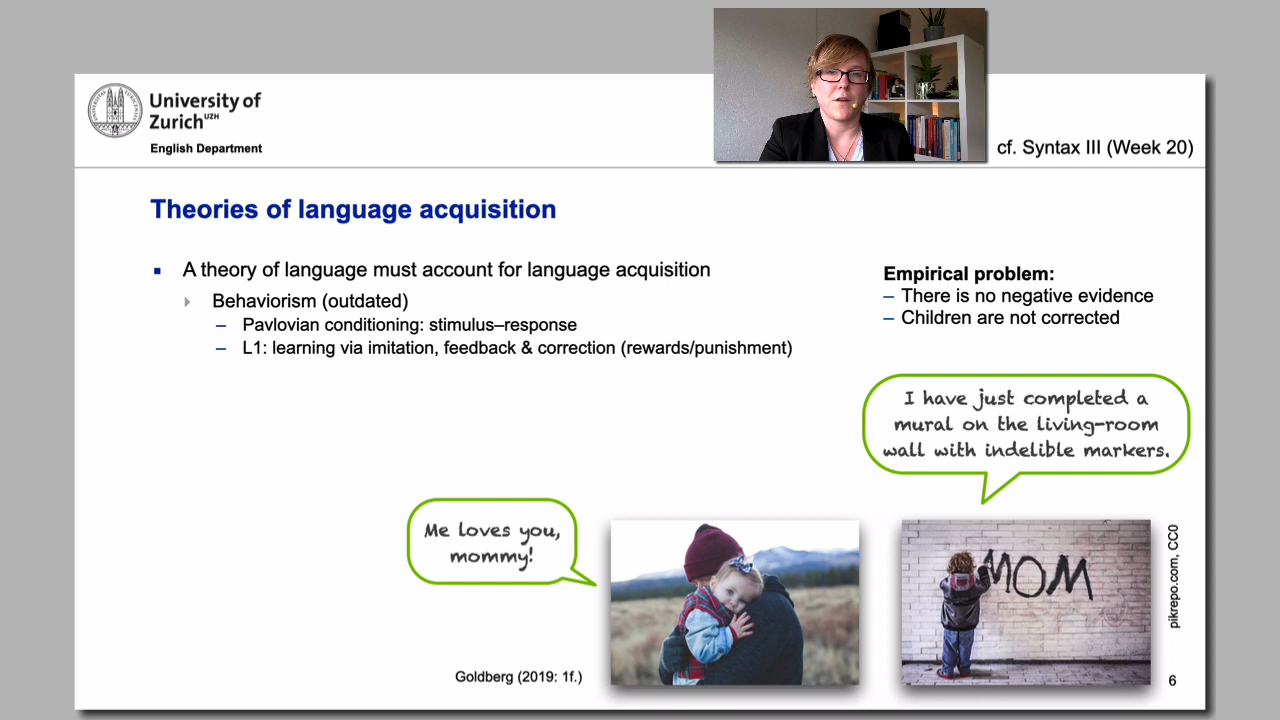 University of
Zurich UZH
English Department
cf. Syntax III (Week 20)
Theories of language acquisition
A theory of language must account for language acquisition
Behaviorism (outdated)
– Pavlovian conditioning: stimulus–response
– L1: learning via imitation, feedback & correction (rewards/punishment)
Empirical problem:
– There is no negative evidence
– Children are not corrected
I have just completed a
mural on the living-room
wall with indelible markers.
Me loves you,
mommy!
MOM
pikrepo.com, CC0
Goldberg (2019: 1f.)
6